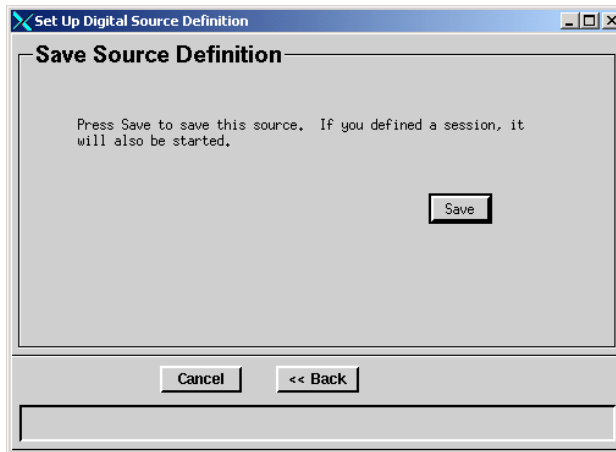 Set Up Digital Source Definition
Save Source Definition
Press Save to save this source.  If you defined a session, it
will also be started.
Save
Cancel
<< Back